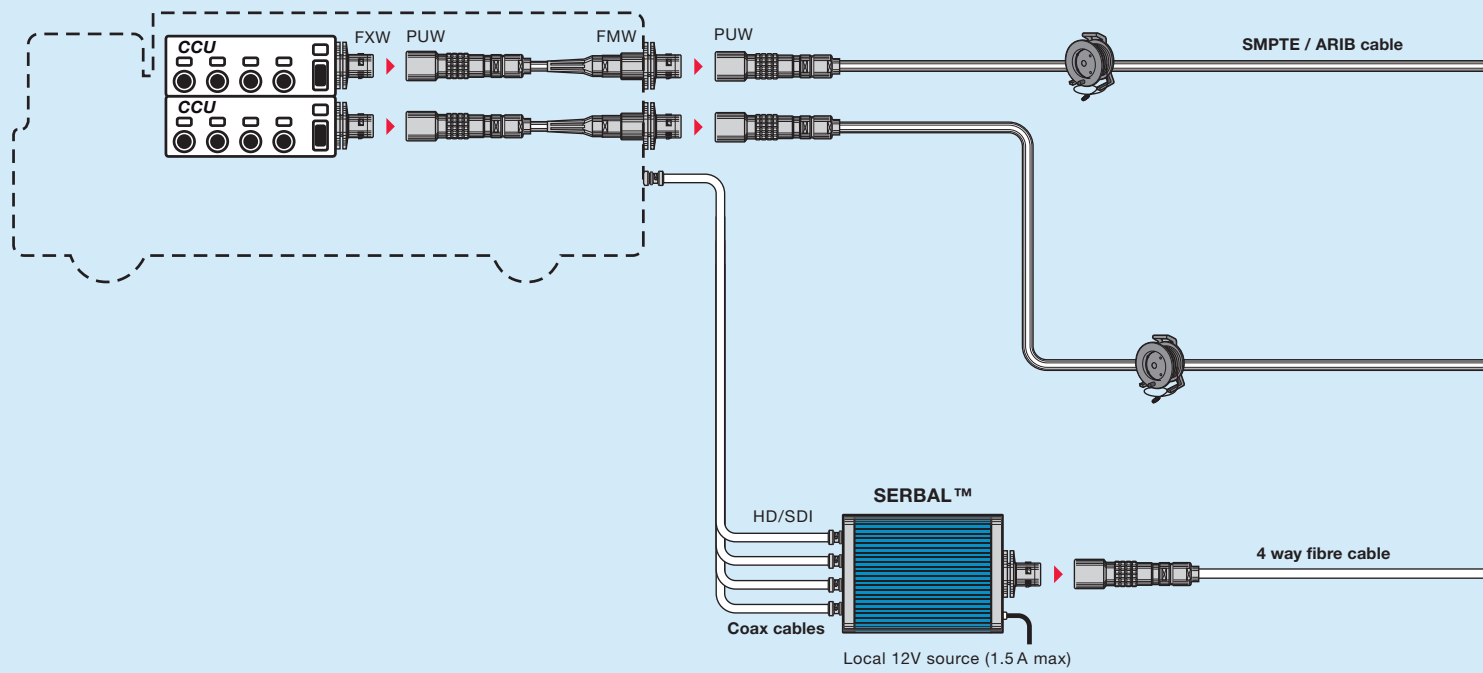 CCU
FXW
PUW
FMW
PUW
SMPTE / ARIB cable
CCU
SERBAL™
HD/SDI
4 way fibre cable
Coax cables
Local 12V source (1.5 A max)